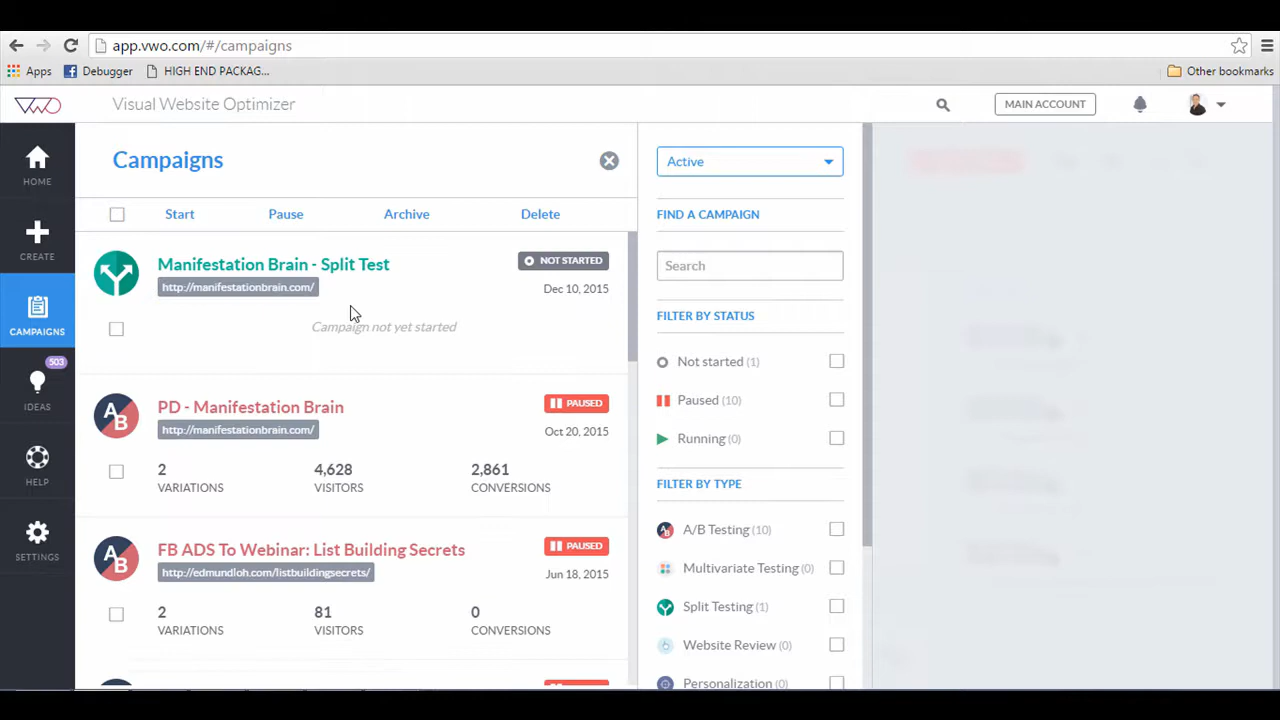 app.vwo.com/#/campaigns
Apps Debugger HIGH END PACKAG... Other bookmarks
VWO Visual Website Optimizer MAIN ACCOUNT
HOME
CREATE
CAMPAIGNS
503
IDEAS
HELP
SETTINGS
Campaigns
Start Pause Archive Delete
Manifestation Brain - Split Test NOT STARTED
http://manifestationbrain.com/ Dec 10, 2015
Campaign not yet started
PD - Manifestation Brain PAUSED
http://manifestationbrain.com/ Oct 20, 2015
2 4,628 2,861
VARIATIONS VISITORS CONVERSIONS
FB ADS To Webinar: List Building Secrets PAUSED
http://edmundloh.com/listbuildingsecrets/ Jun 18, 2015
2 81 0
VARIATIONS VISITORS CONVERSIONS
Active
FIND A CAMPAIGN
Search
FILTER BY STATUS
Not started (1)
Paused (10)
Running (0)
FILTER BY TYPE
A/B Testing (10)
Multivariate Testing (0)
Split Testing (1)
Website Review (0)
Personalization (0)